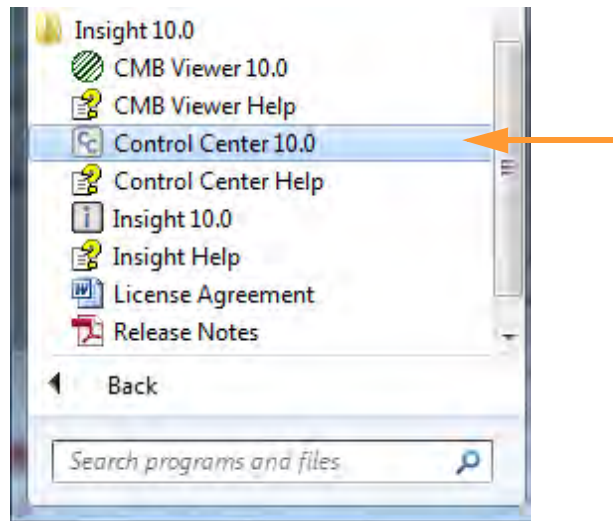 Insight 10.0
CMB Viewer 10.0
CMB Viewer Help
Control Center 10.0
Control Center Help
Insight 10.0
Insight Help
License Agreement
Release Notes
Back
Search programs and files